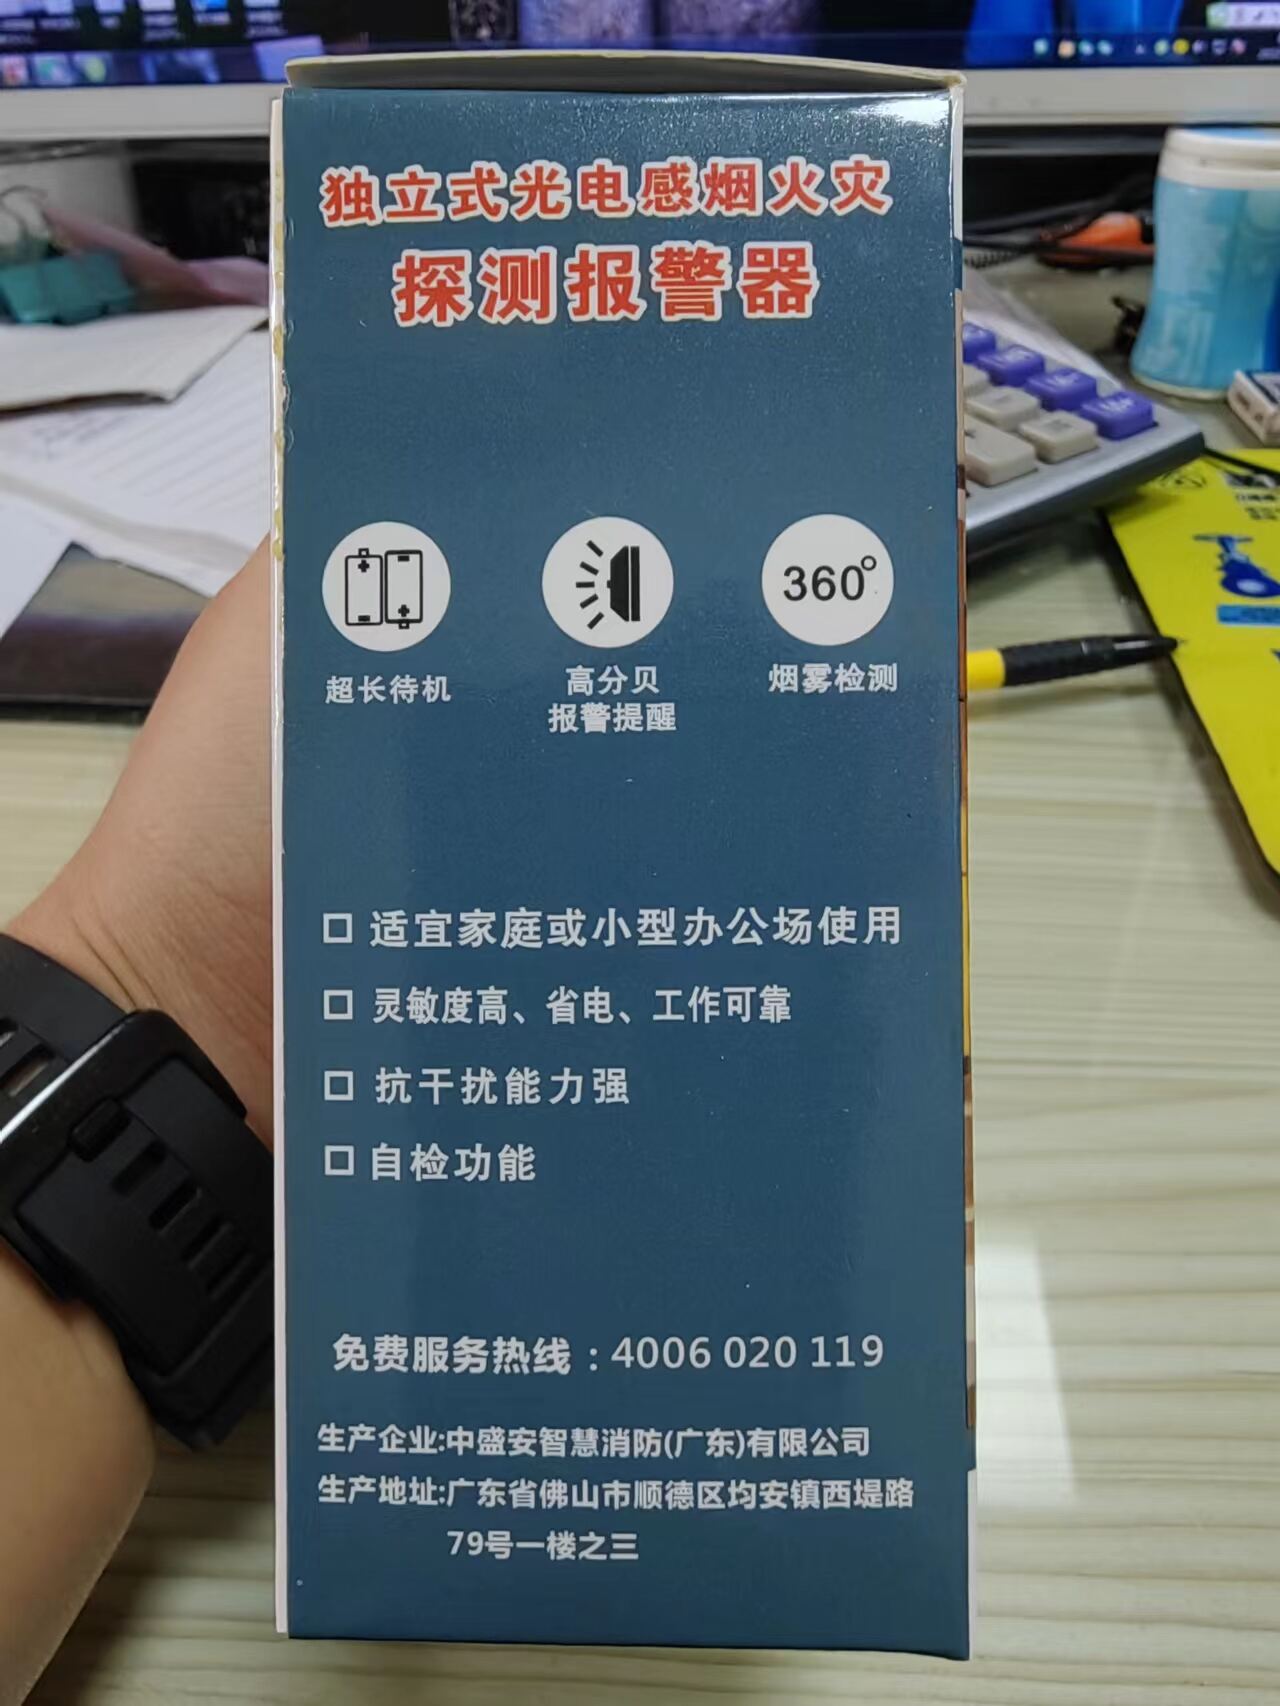 独立式光电感烟火灾
探测报警器
360°
超长待机
高分贝
报警提醒
烟雾检测
适宜家庭或小型办公场使用
灵敏度高、省电、工作可靠
抗干扰能力强
自检功能
免费服务热线：4006 020 119
生产企业:中盛安智慧消防(广东)有限公司
生产地址:广东省佛山市顺德区均安镇西堤路
79号一楼之三